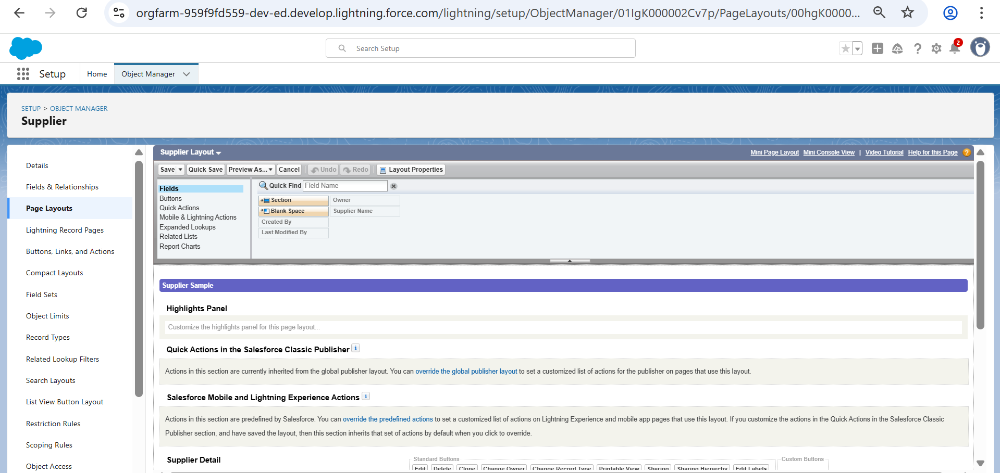 orgfarm-959f9fd559-dev-ed.develop.lightning.force.com/lightning/setup/ObjectManager/01IgK000002Cv7p/PageLayouts/00hgK0000...
Search Setup
2
Setup
Home
Object Manager
SETUP > OBJECT MANAGER
Supplier
Details
Fields & Relationships
Page Layouts
Lightning Record Pages
Buttons, Links, and Actions
Compact Layouts
Field Sets
Object Limits
Record Types
Related Lookup Filters
Search Layouts
List View Button Layout
Restriction Rules
Scoping Rules
Object Access
Supplier Layout
Mini Page Layout Mini Console View | Video Tutorial Help for this Page ?
Save Quick Save Preview As... Cancel Undo Redo Layout Properties
Fields
Buttons
Quick Actions
Mobile & Lightning Actions
Expanded Lookups
Related Lists
Report Charts
Quick Find Field Name
Section Owner
Blank Space Supplier Name
Created By
Last Modified By
Supplier Sample
Highlights Panel
Customize the highlights panel for this page layout...
Quick Actions in the Salesforce Classic Publisher i
Actions in this section are currently inherited from the global publisher layout. You can override the global publisher layout to set a customized list of actions for the publisher on pages that use this layout.
Salesforce Mobile and Lightning Experience Actions i
Actions in this section are predefined by Salesforce. You can override the predefined actions to set a customized list of actions on Lightning Experience and mobile app pages that use this layout. If you customize the actions in the Quick Actions in the Salesforce Classic
Publisher section, and have saved the layout, then this section inherits that set of actions by default when you click to override.
Supplier Detail
Standard Buttons
Edit Delete Clone Change Owner Change Record Type Printable View Sharing Sharing Hierarchy Edit Labels
Custom Buttons